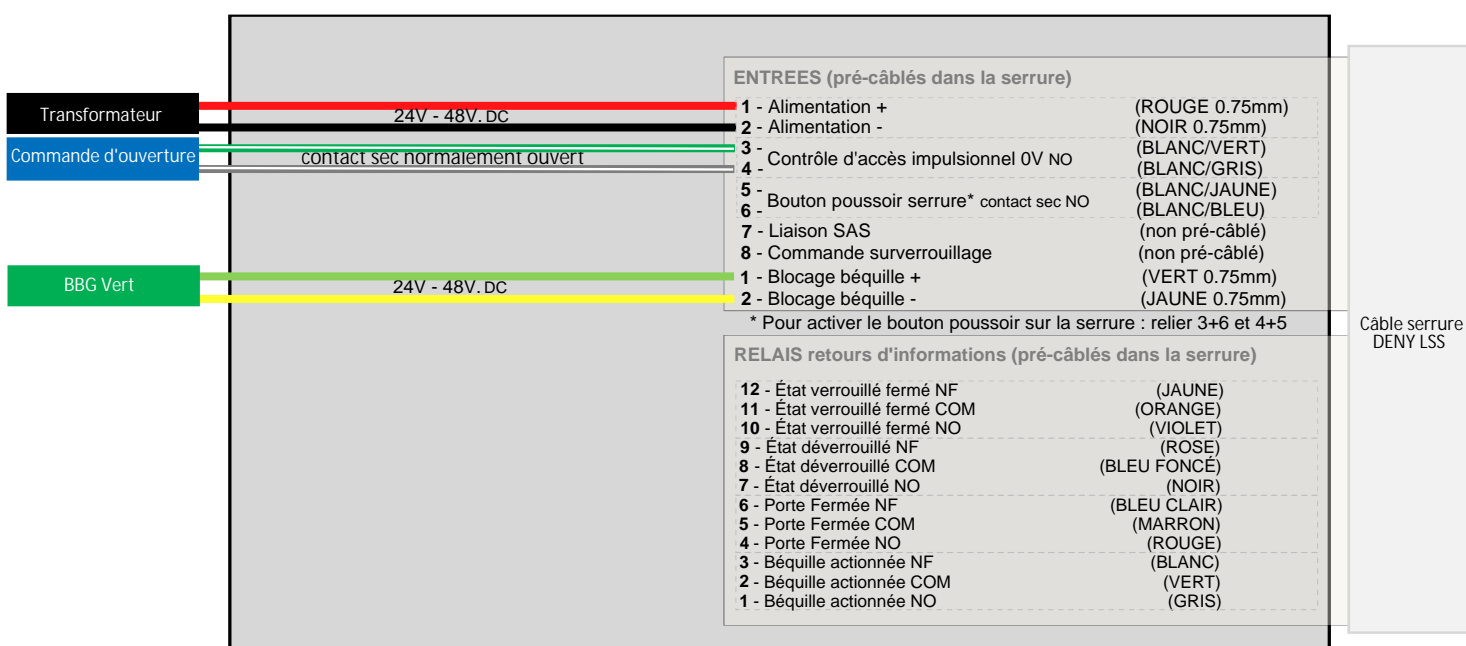 Transformateur
24V - 48V. DC
Commande d'ouverture
contact sec normalement ouvert
BBG Vert
24V - 48V. DC
ENTREES (pré-câblés dans la serrure)
1 - Alimentation + (ROUGE 0.75mm)
2 - Alimentation - (NOIR 0.75mm)
3 - (BLANC/VERT)
Contrôle d'accès impulsionnel 0V NO
4 - (BLANC/GRIS)
5 - (BLANC/JAUNE)
Bouton poussoir serrure* contact sec NO
6 - (BLANC/BLEU)
7 - Liaison SAS (non pré-câblé)
8 - Commande surverrouillage (non pré-câblé)
1 - Blocage béquille + (VERT 0.75mm)
2 - Blocage béquille - (JAUNE 0.75mm)
* Pour activer le bouton poussoir sur la serrure : relier 3+6 et 4+5
RELAIS retours d'informations (pré-câblés dans la serrure)
12 - État verrouillé fermé NF (JAUNE)
11 - État verrouillé fermé COM (ORANGE)
10 - État verrouillé fermé NO (VIOLET)
9 - État déverrouillé NF (ROSE)
8 - État déverrouillé COM (BLEU FONCÉ)
7 - État déverrouillé NO (NOIR)
6 - Porte Fermée NF (BLEU CLAIR)
5 - Porte Fermée COM (MARRON)
4 - Porte Fermée NO (ROUGE)
3 - Béquille actionnée NF (BLANC)
2 - Béquille actionnée COM (VERT)
1 - Béquille actionnée NO (GRIS)
Câble serrure
DENY LSS